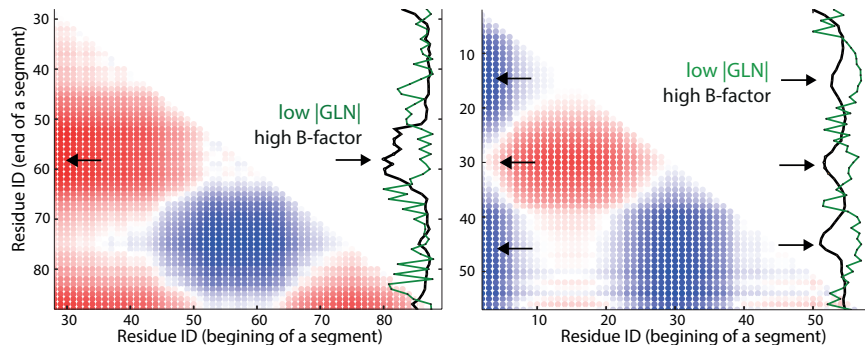 30
40
50
60
70
80
Residue ID (end of a segment)
low |GLN|
high B-factor
30 40 50 60 70 80
Residue ID (begining of a segment)
10
20
30
40
50
low |GLN|
high B-factor
10 20 30 40 50
Residue ID (begining of a segment)